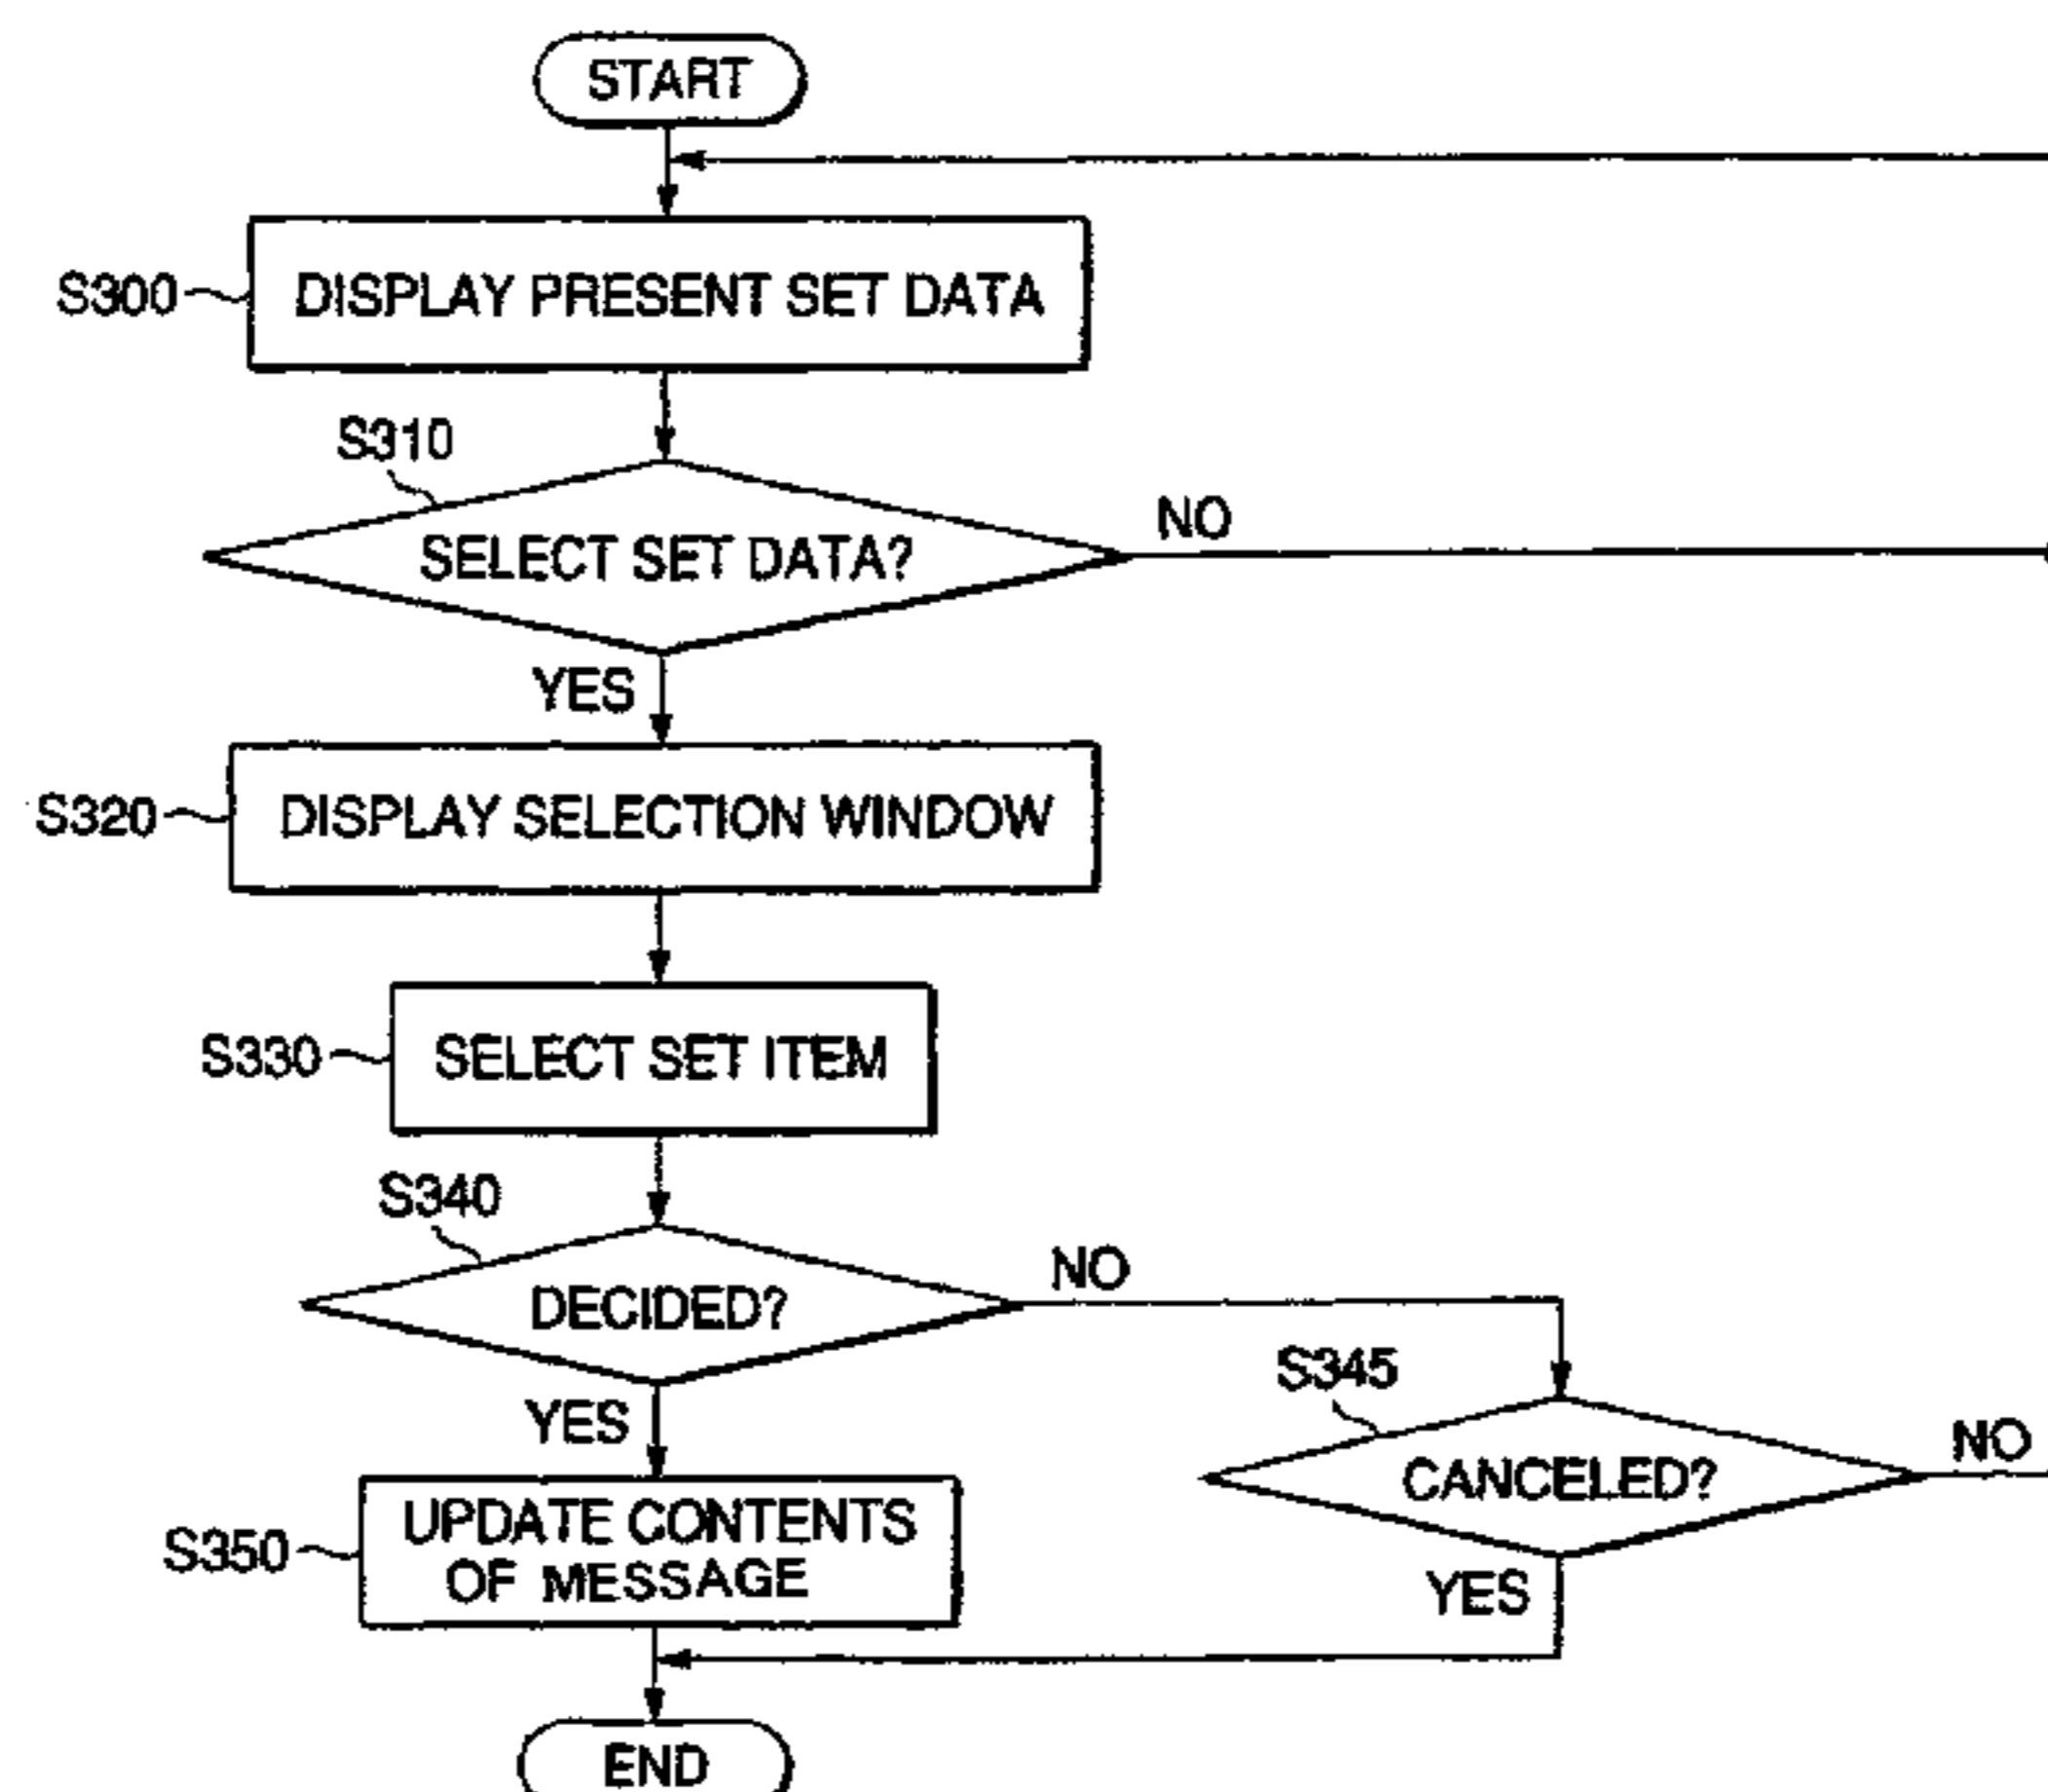 START
S300
DISPLAY PRESENT SET DATA
S310
SELECT SET DATA?
NO
YES
S320
DISPLAY SELECTION WINDOW
S330
SELECT SET ITEM
S340
DECIDED?
NO
YES
S345
CANCELED?
NO
YES
S350
UPDATE CONTENTS
OF MESSAGE
END